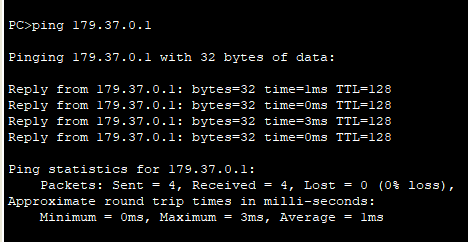 PC>ping 179.37.0.1
Pinging 179.37.0.1 with 32 bytes of data:
Reply from 179.37.0.1: bytes=32 time=1ms TTL=128
Reply from 179.37.0.1: bytes=32 time=0ms TTL=128
Reply from 179.37.0.1: bytes=32 time=3ms TTL=128
Reply from 179.37.0.1: bytes=32 time=0ms TTL=128
Ping statistics for 179.37.0.1:
Packets: Sent = 4, Received = 4, Lost = 0 (0% loss),
Approximate round trip times in milli-seconds:
Minimum = 0ms, Maximum = 3ms, Average = 1ms